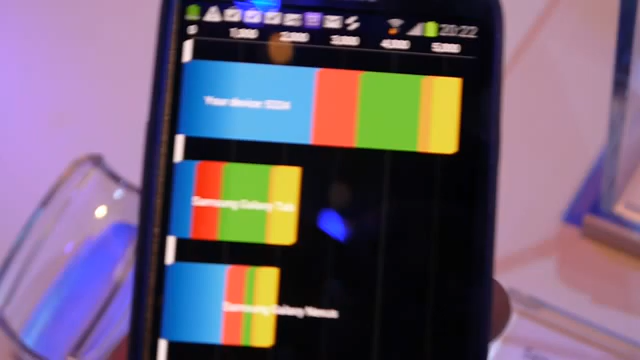 20:22
0 1,000 2,000 3,000 4,000 5,000
Your device: 5224
Samsung Galaxy Tab
Samsung Galaxy Nexus